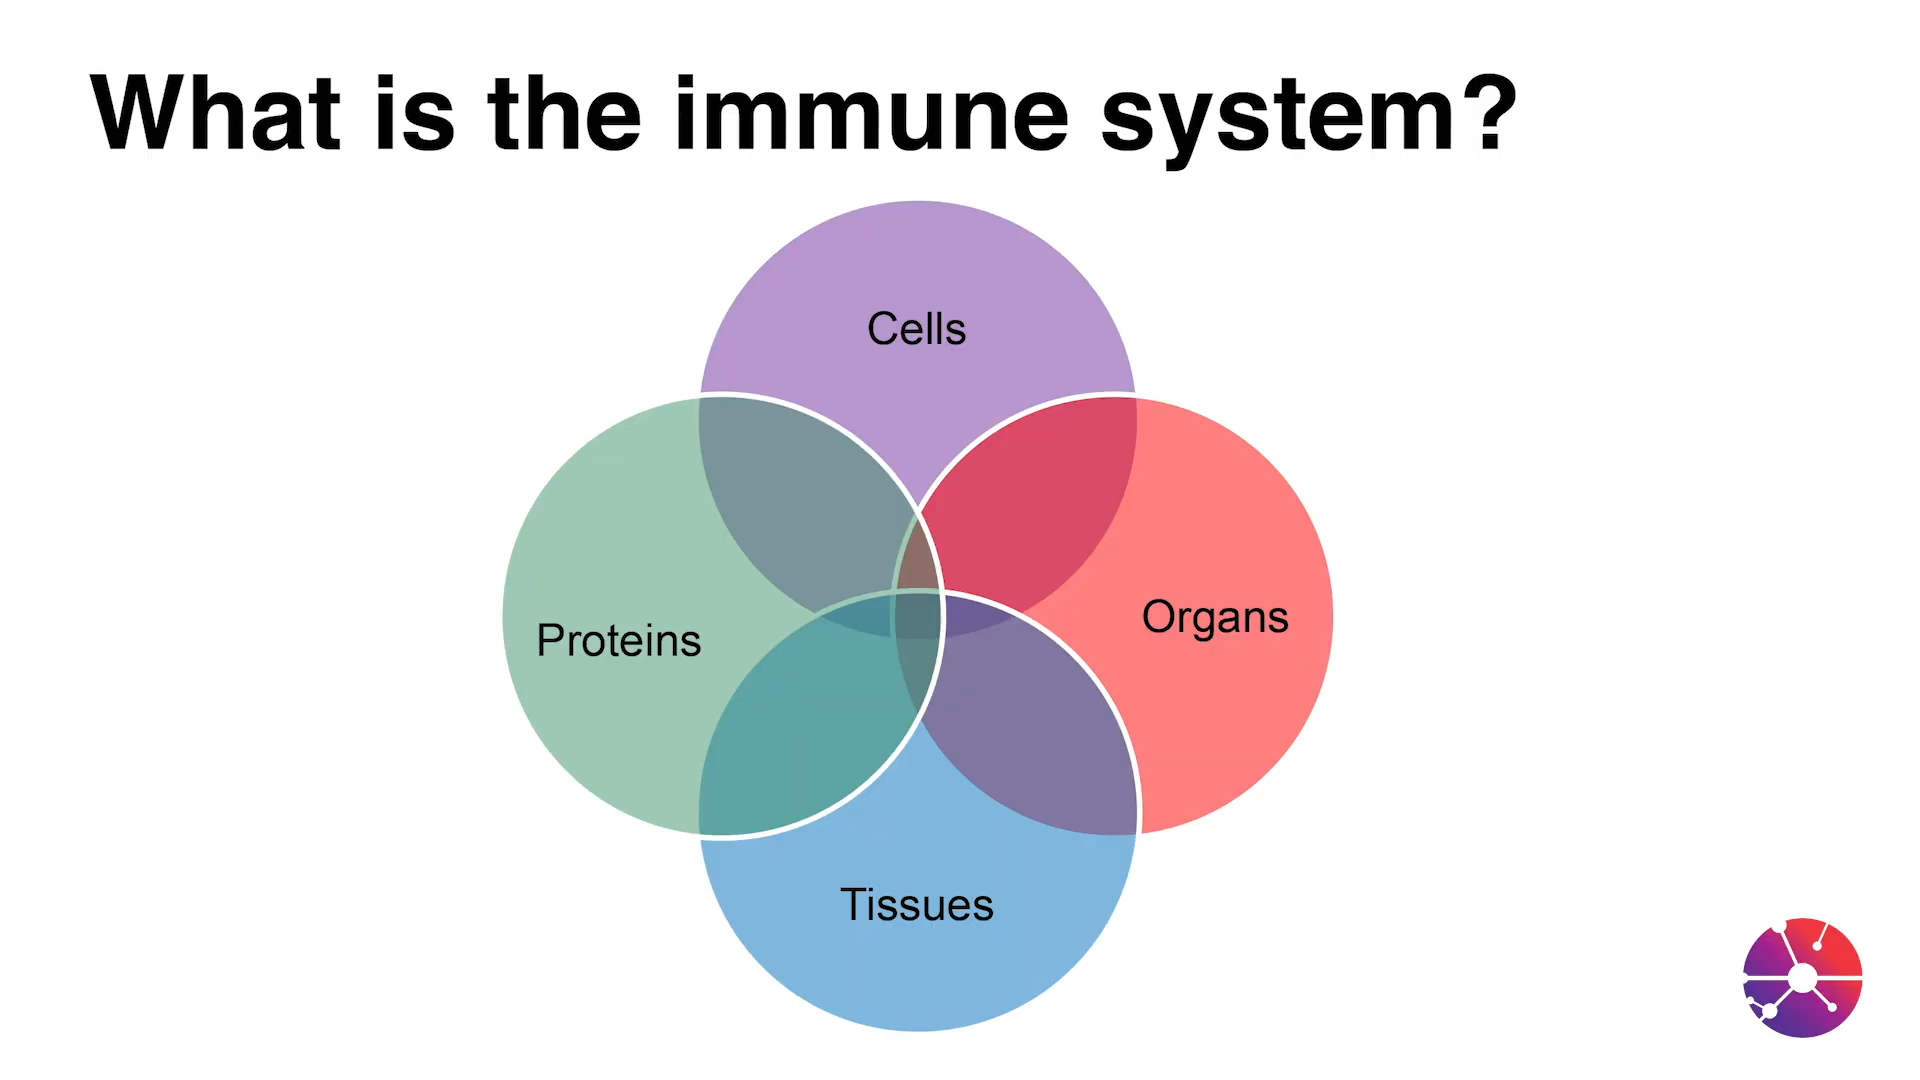 What is the immune system?
Cells
Organs
Proteins
Tissues